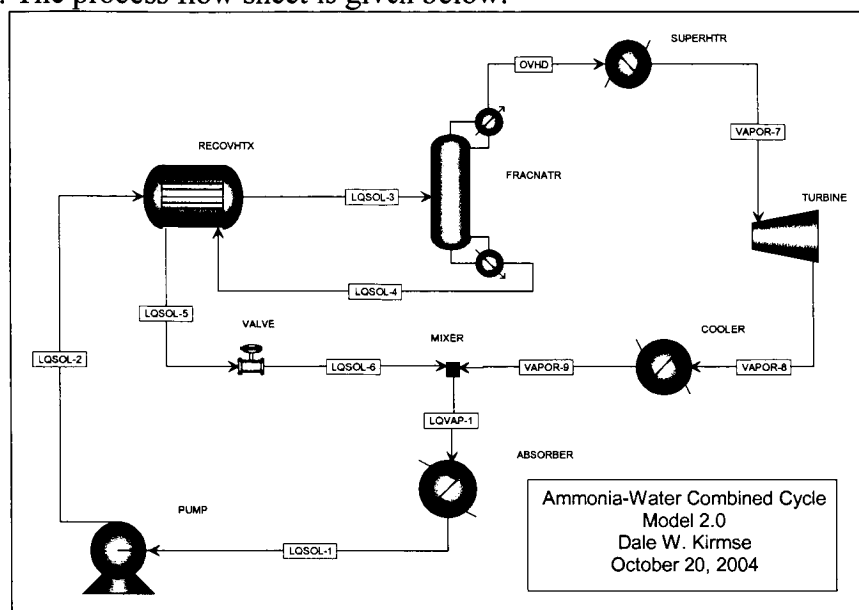 . The process flow sheet is given below.
SUPERHTR
OVHD
RECOVHTX
VAPOR-7
LQSOL-3
FRACNATR
TURBINE
LQSOL-4
LQSOL-5
VALVE
MIXER
COOLER
LQSOL-2
LQSOL-6
VAPOR-9
VAPOR-8
LQVAP-1
ABSORBER
PUMP
LQSOL-1
Ammonia-Water Combined Cycle
Model 2.0
Dale W. Kirmse
October 20, 2004